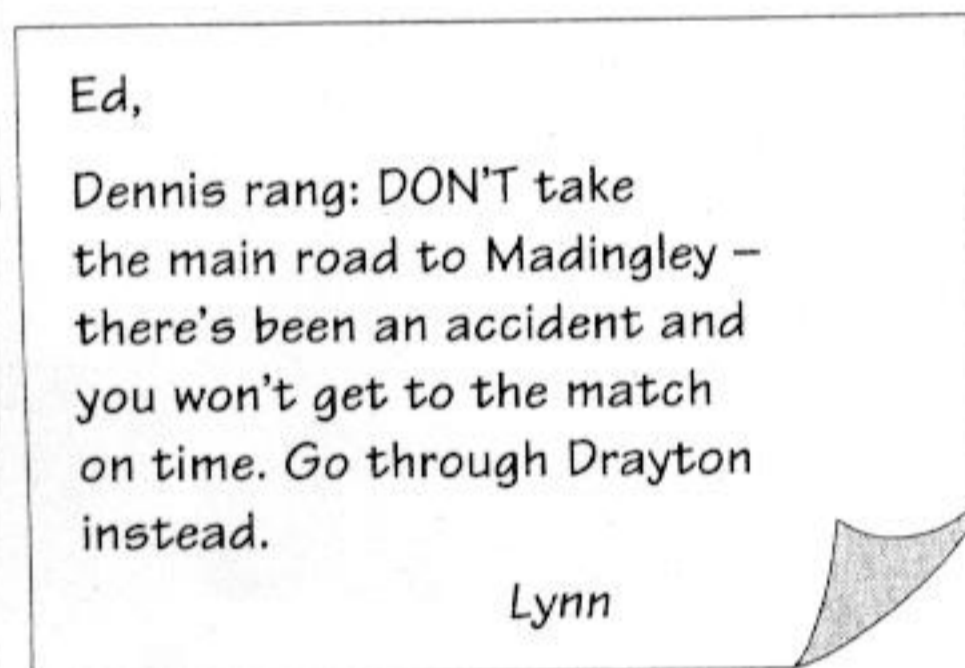 Ed,
Dennis rang: DON'T take
the main road to Madingley –
there's been an accident and
you won't get to the match
on time. Go through Drayton
instead.
Lynn